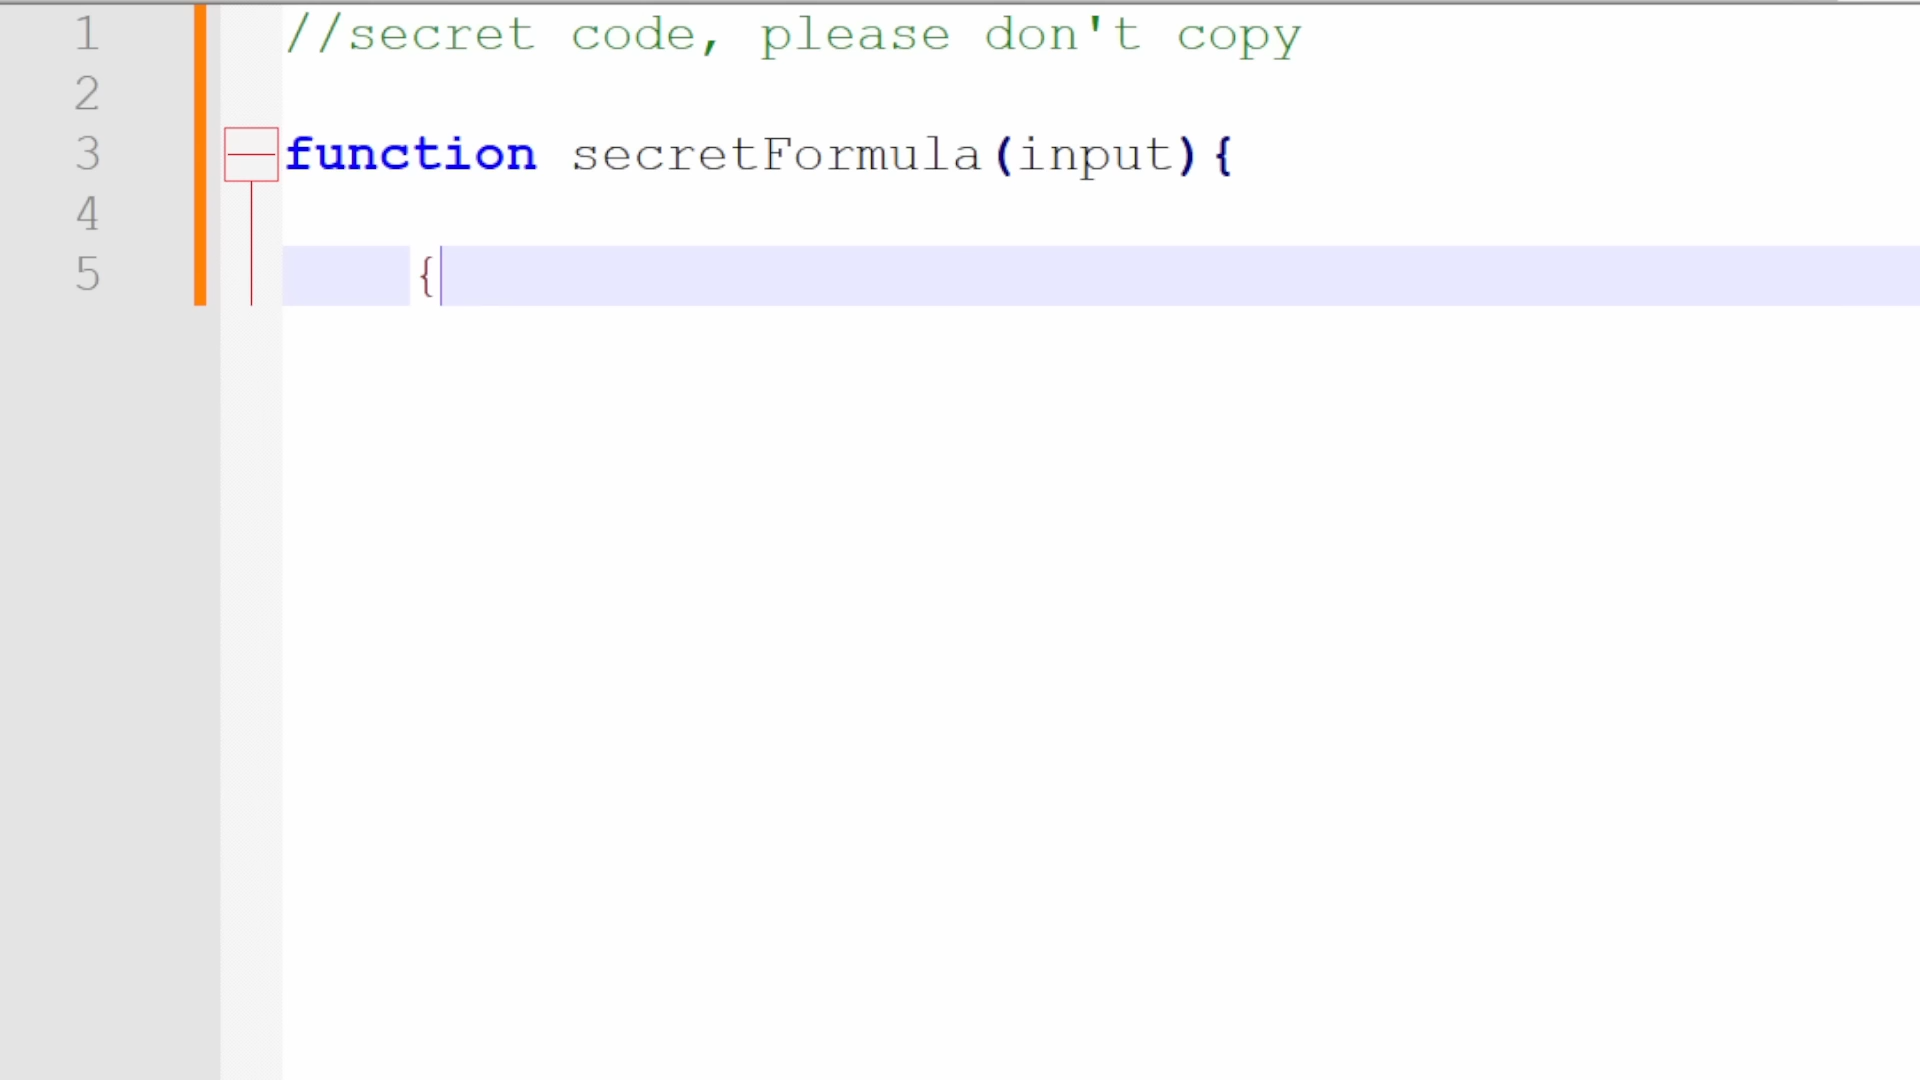 1 //secret code, please don't copy
2
3 function secretFormula(input){
4
5 {